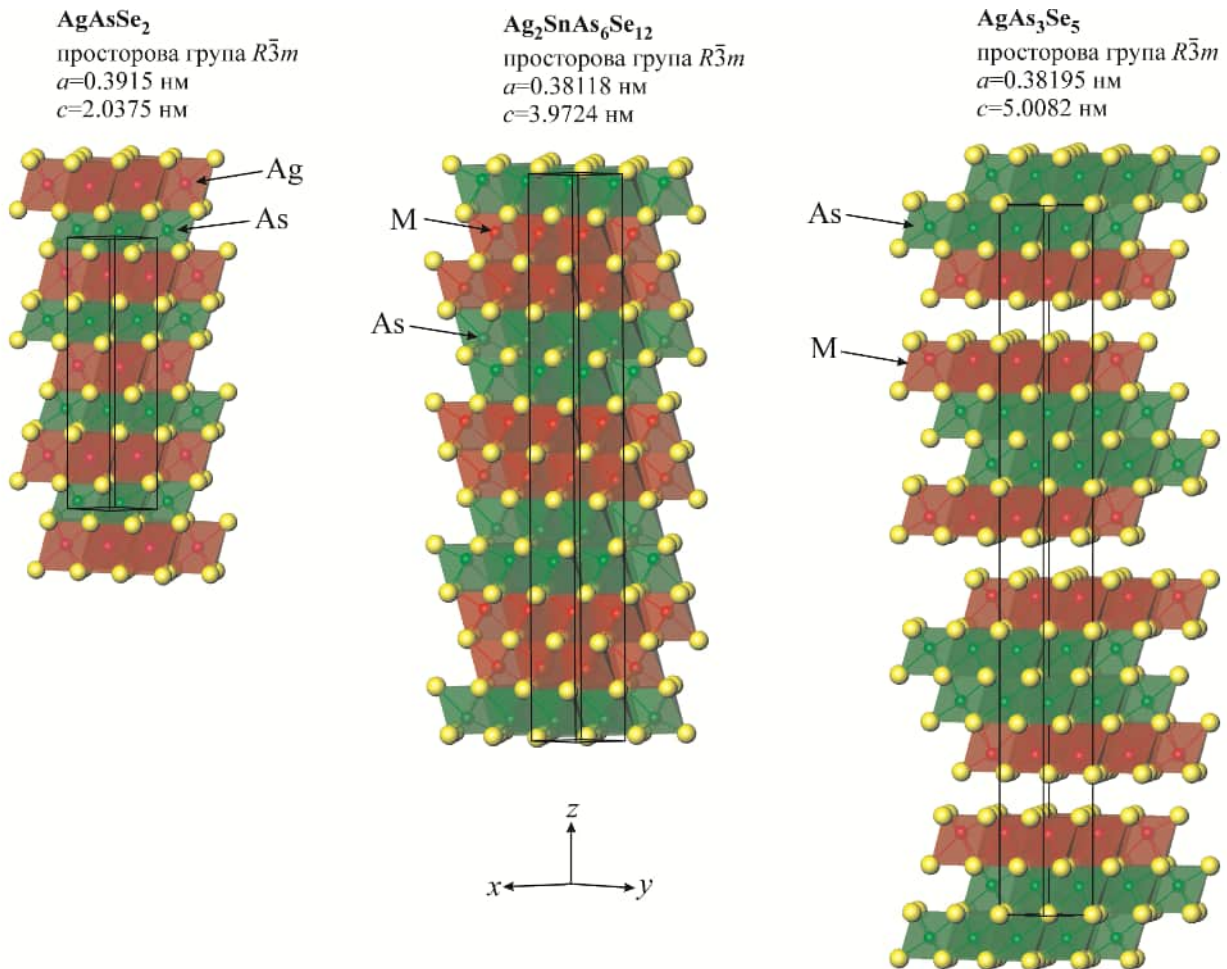 AgAsSe₂
просторова група R3̅m
a=0.3915 нм
c=2.0375 нм
Ag
As
Ag₂SnAs₆Se₁₂
просторова група R3̅m
a=0.38118 нм
c=3.9724 нм
M
As
z
x
y
AgAs₃Se₅
просторова група R3̅m
a=0.38195 нм
c=5.0082 нм
As
M